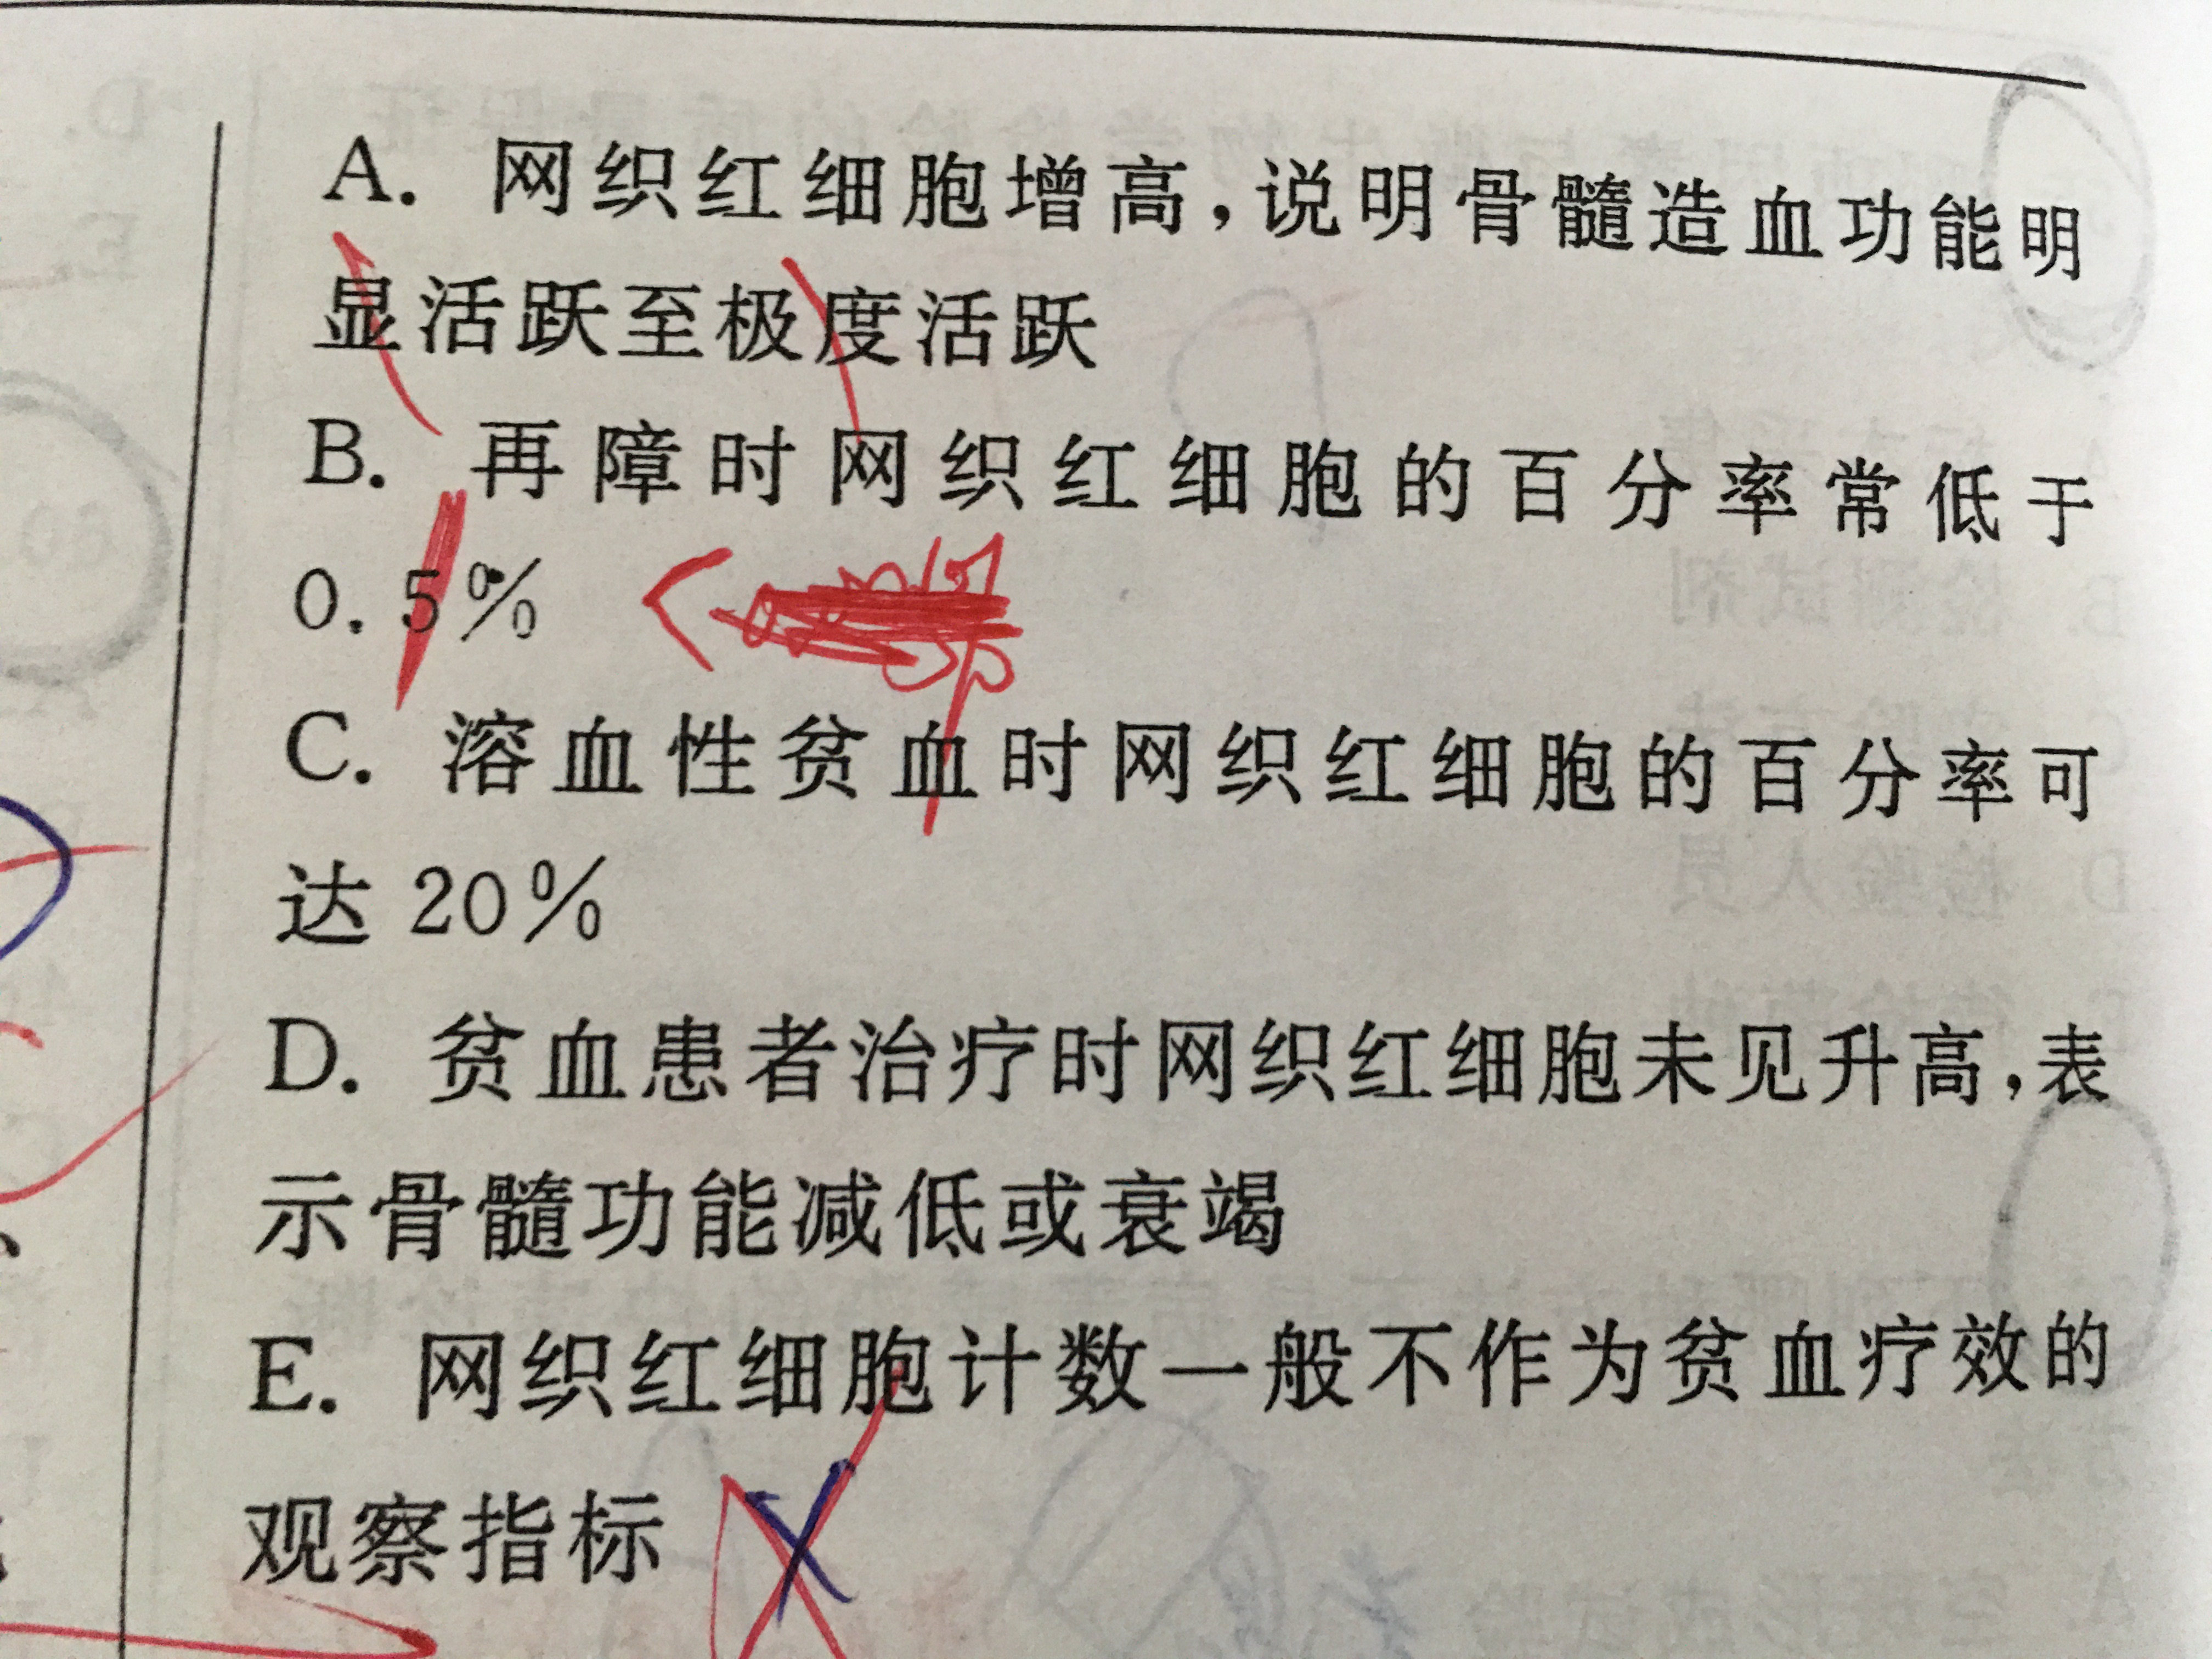 A. 网织红细胞增高，说明骨髓造血功能明
显活跃至极度活跃
B. 再障时网织红细胞的百分率常低于
0.5%
C. 溶血性贫血时网织红细胞的百分率可
达20%
D. 贫血患者治疗时网织红细胞未见升高，表
示骨髓功能减低或衰竭
E. 网织红细胞计数一般不作为贫血疗效的
观察指标